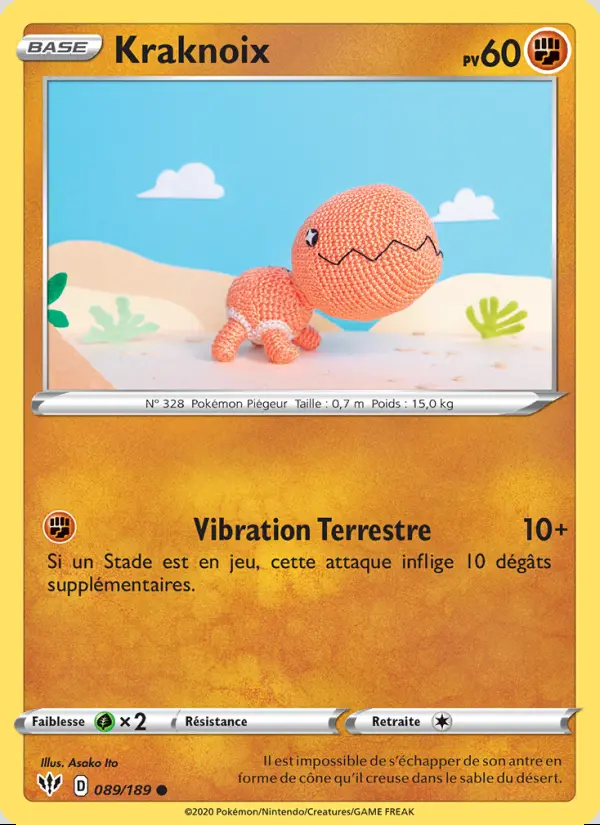 BASE Kraknoix PV60
N° 328 Pokémon Piégeur Taille : 0,7 m Poids : 15,0 kg
Vibration Terrestre 10+
Si un Stade est en jeu, cette attaque inflige 10 dégâts
supplémentaires.
Faiblesse ×2 Résistance Retraite
Illus. Asako Ito
Il est impossible de s'échapper de son antre en
forme de cône qu'il creuse dans le sable du désert.
D 089/189
©2020 Pokémon/Nintendo/Creatures/GAME FREAK